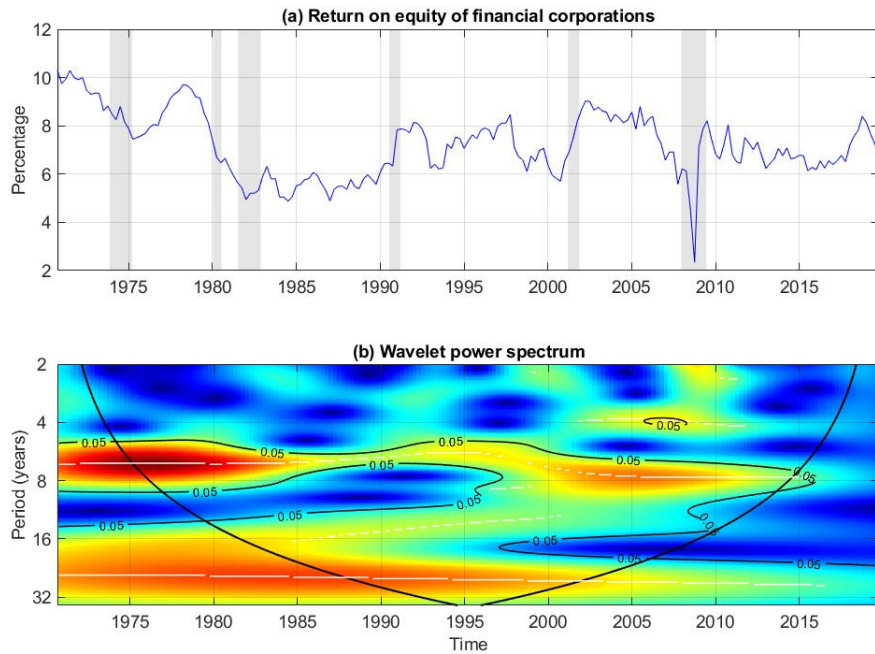 (a) Return on equity of financial corporations
12
10
8
6
4
2
Percentage
1975 1980 1985 1990 1995 2000 2005 2010 2015
(b) Wavelet power spectrum
2
4
8
16
32
Period (years)
0.05 0.05 0.05 0.05 0.05 0.05 0.05
0.05 0.05 0.05 0.05
0.05 0.05 0.05
1975 1980 1985 1990 1995 2000 2005 2010 2015
Time